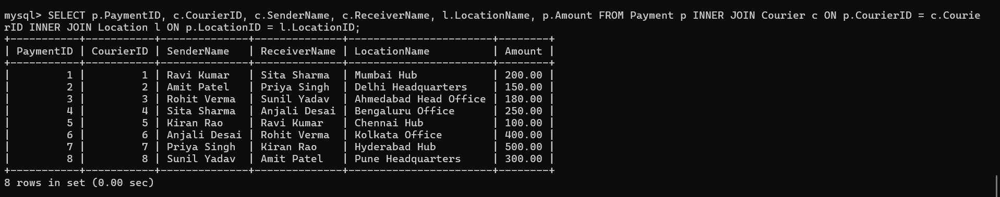 mysql> SELECT p.PaymentID, c.CourierID, c.SenderName, c.ReceiverName, l.LocationName, p.Amount FROM Payment p INNER JOIN Courier c ON p.CourierID = c.Courie
rID INNER JOIN Location l ON p.LocationID = l.LocationID;
+-----------+-----------+--------------+--------------+-----------------------+--------+
| PaymentID | CourierID | SenderName   | ReceiverName | LocationName          | Amount |
+-----------+-----------+--------------+--------------+-----------------------+--------+
|         1 |         1 | Ravi Kumar   | Sita Sharma  | Mumbai Hub            | 200.00 |
|         2 |         2 | Amit Patel   | Priya Singh  | Delhi Headquarters    | 150.00 |
|         3 |         3 | Rohit Verma  | Sunil Yadav  | Ahmedabad Head Office | 180.00 |
|         4 |         4 | Sita Sharma  | Anjali Desai | Bengaluru Office      | 250.00 |
|         5 |         5 | Kiran Rao    | Ravi Kumar   | Chennai Hub           | 100.00 |
|         6 |         6 | Anjali Desai | Rohit Verma  | Kolkata Office        | 400.00 |
|         7 |         7 | Priya Singh  | Kiran Rao    | Hyderabad Hub         | 500.00 |
|         8 |         8 | Sunil Yadav  | Amit Patel   | Pune Headquarters     | 300.00 |
+-----------+-----------+--------------+--------------+-----------------------+--------+
8 rows in set (0.00 sec)